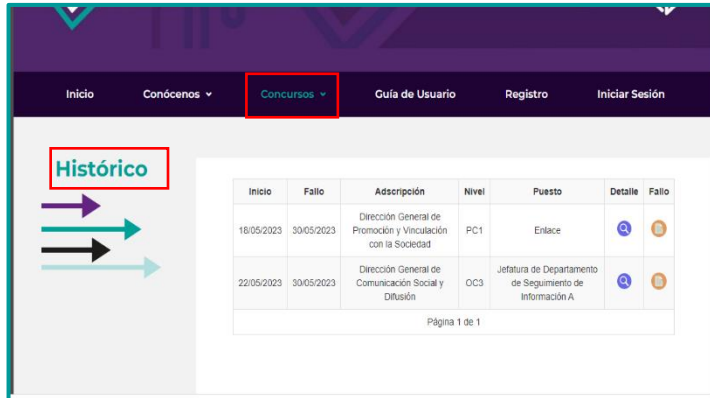 Inicio Conócenos Concursos Guía de Usuario Registro Iniciar Sesión
Histórico
Inicio Fallo Adscripción Nivel Puesto Detalle Fallo
18/05/2023 30/05/2023 Dirección General de Promoción y Vinculación con la Sociedad PC1 Enlace
22/05/2023 30/05/2023 Dirección General de Comunicación Social y Difusión OC3 Jefatura de Departamento de Seguimiento de Información A
Página 1 de 1